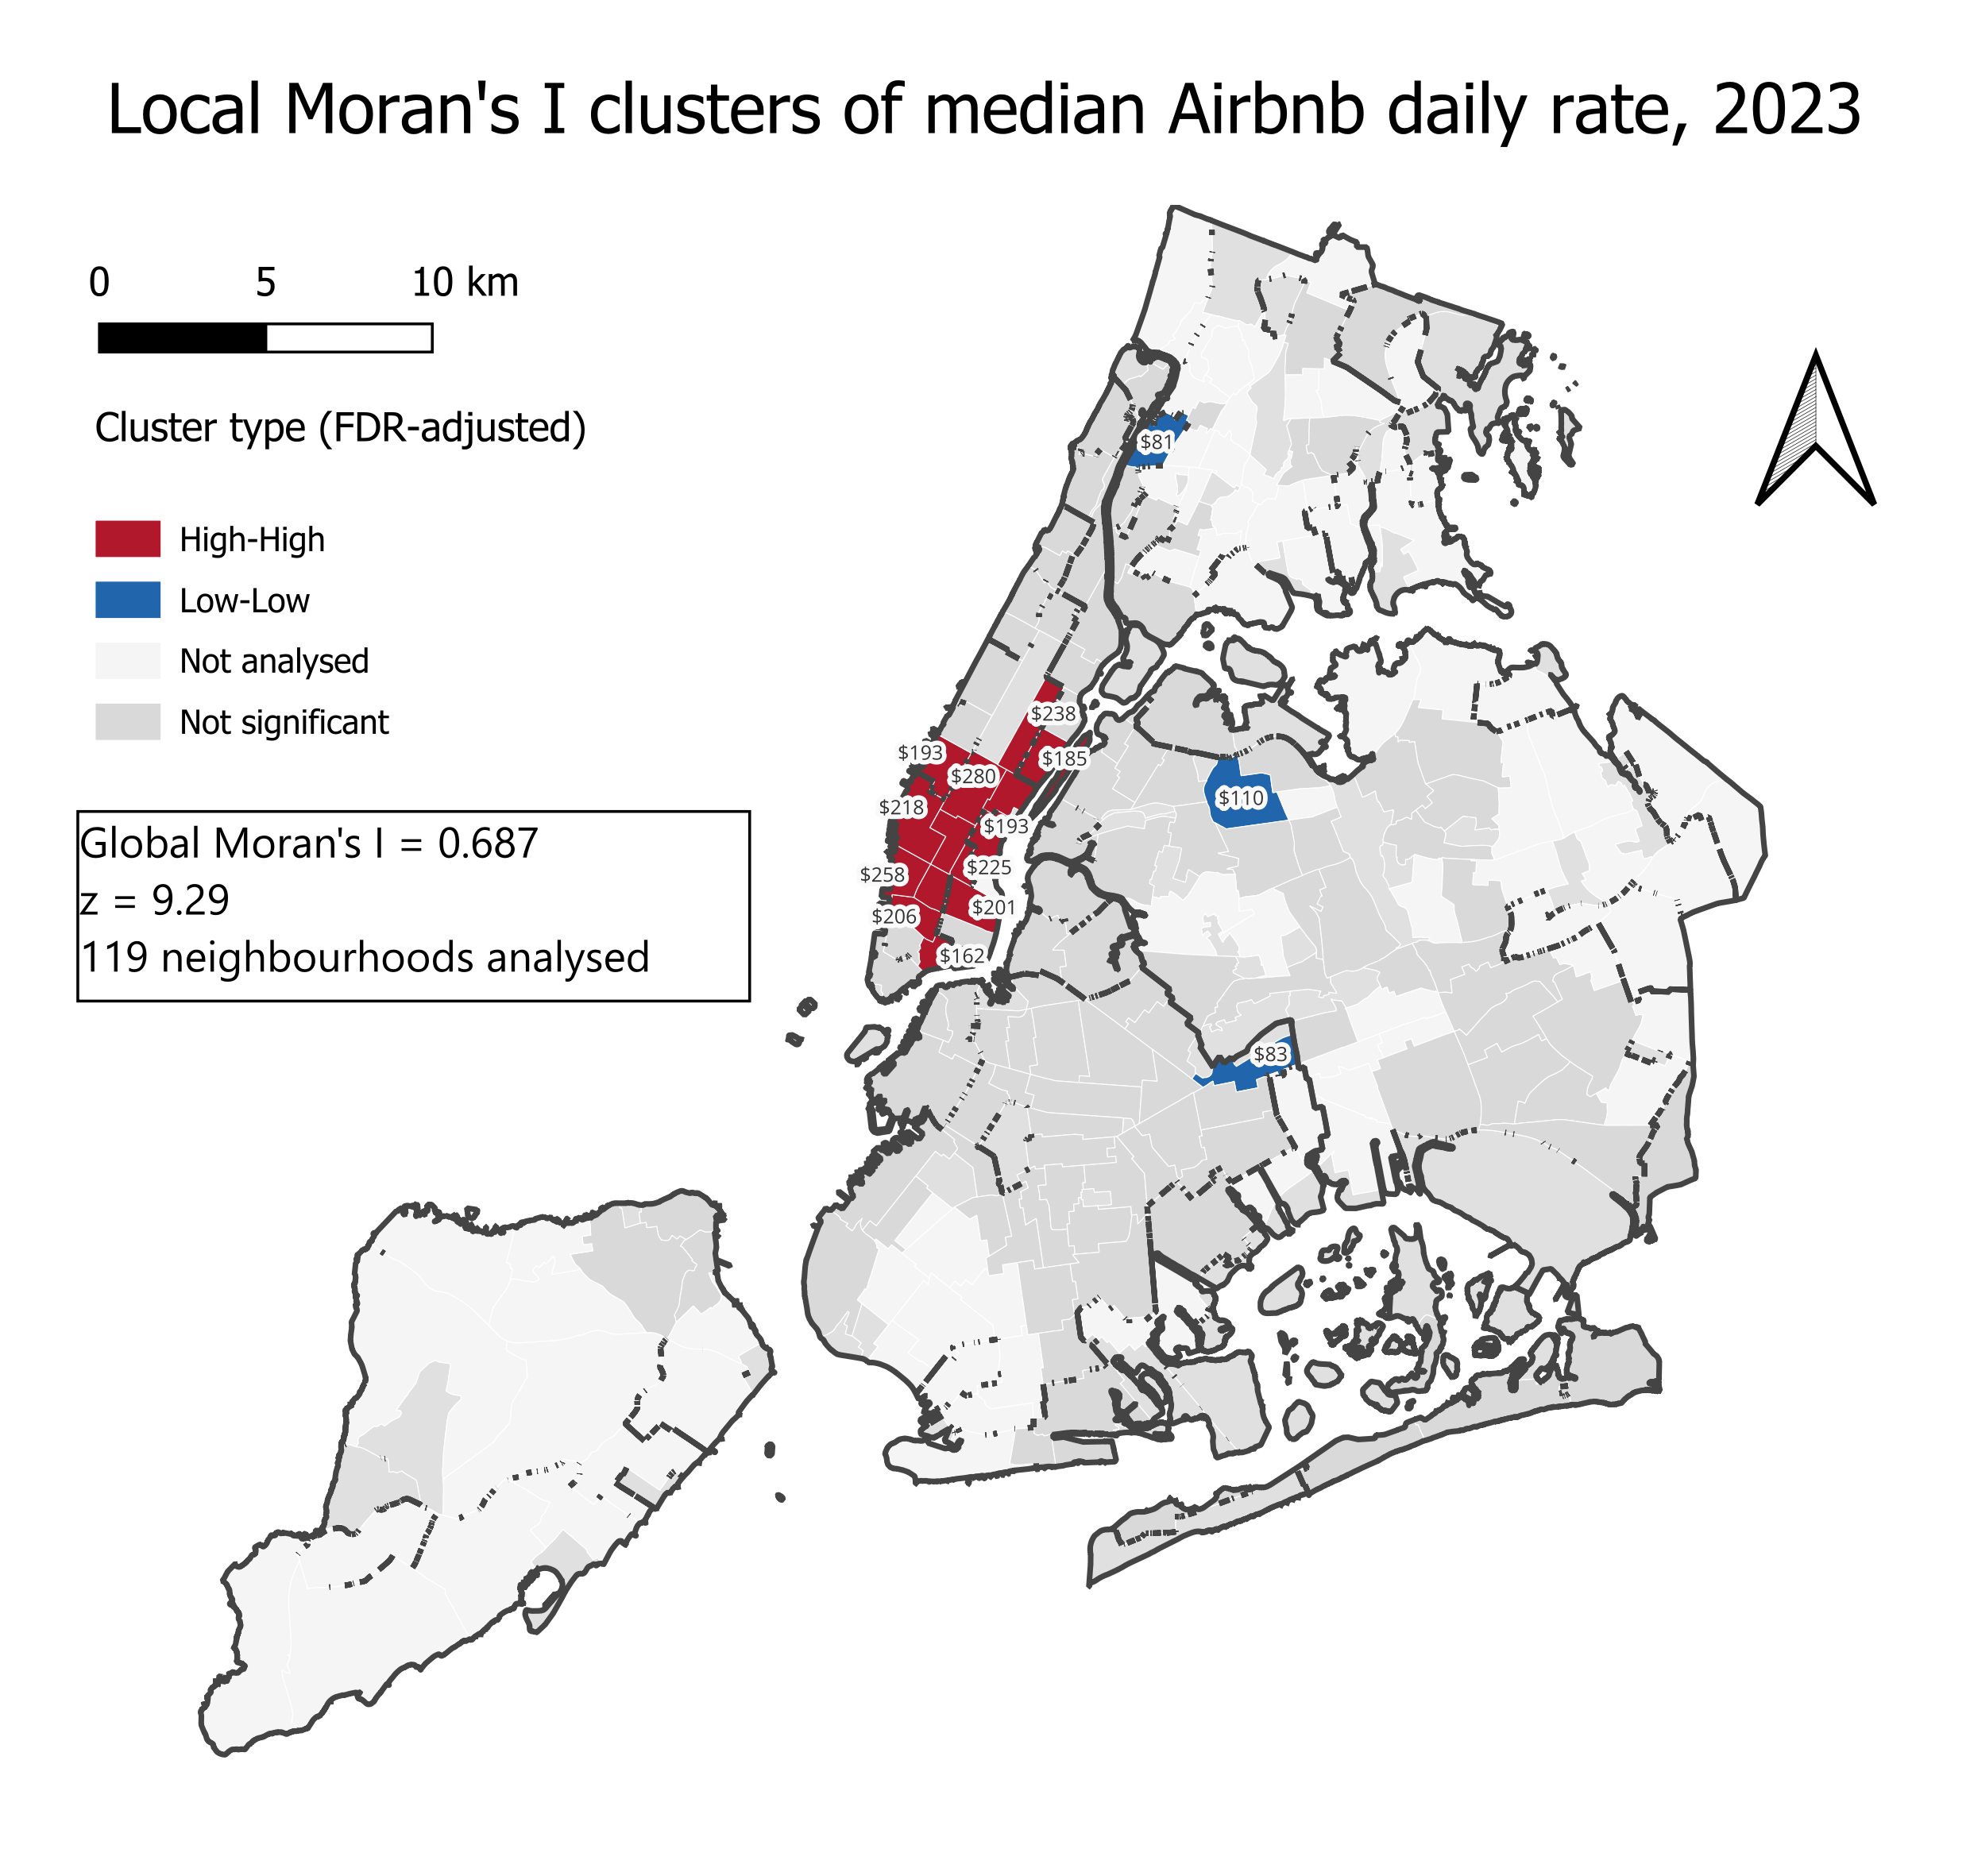 Local Moran's I clusters of median Airbnb daily rate, 2023
0 5 10 km
Cluster type (FDR-adjusted)
High-High
Low-Low
Not analysed
Not significant
Global Moran's I = 0.687
z = 9.29
119 neighbourhoods analysed
$81
$238
$193
$185
$280
$110
$218
$193
$225
$258
$201
$206
$162
$83